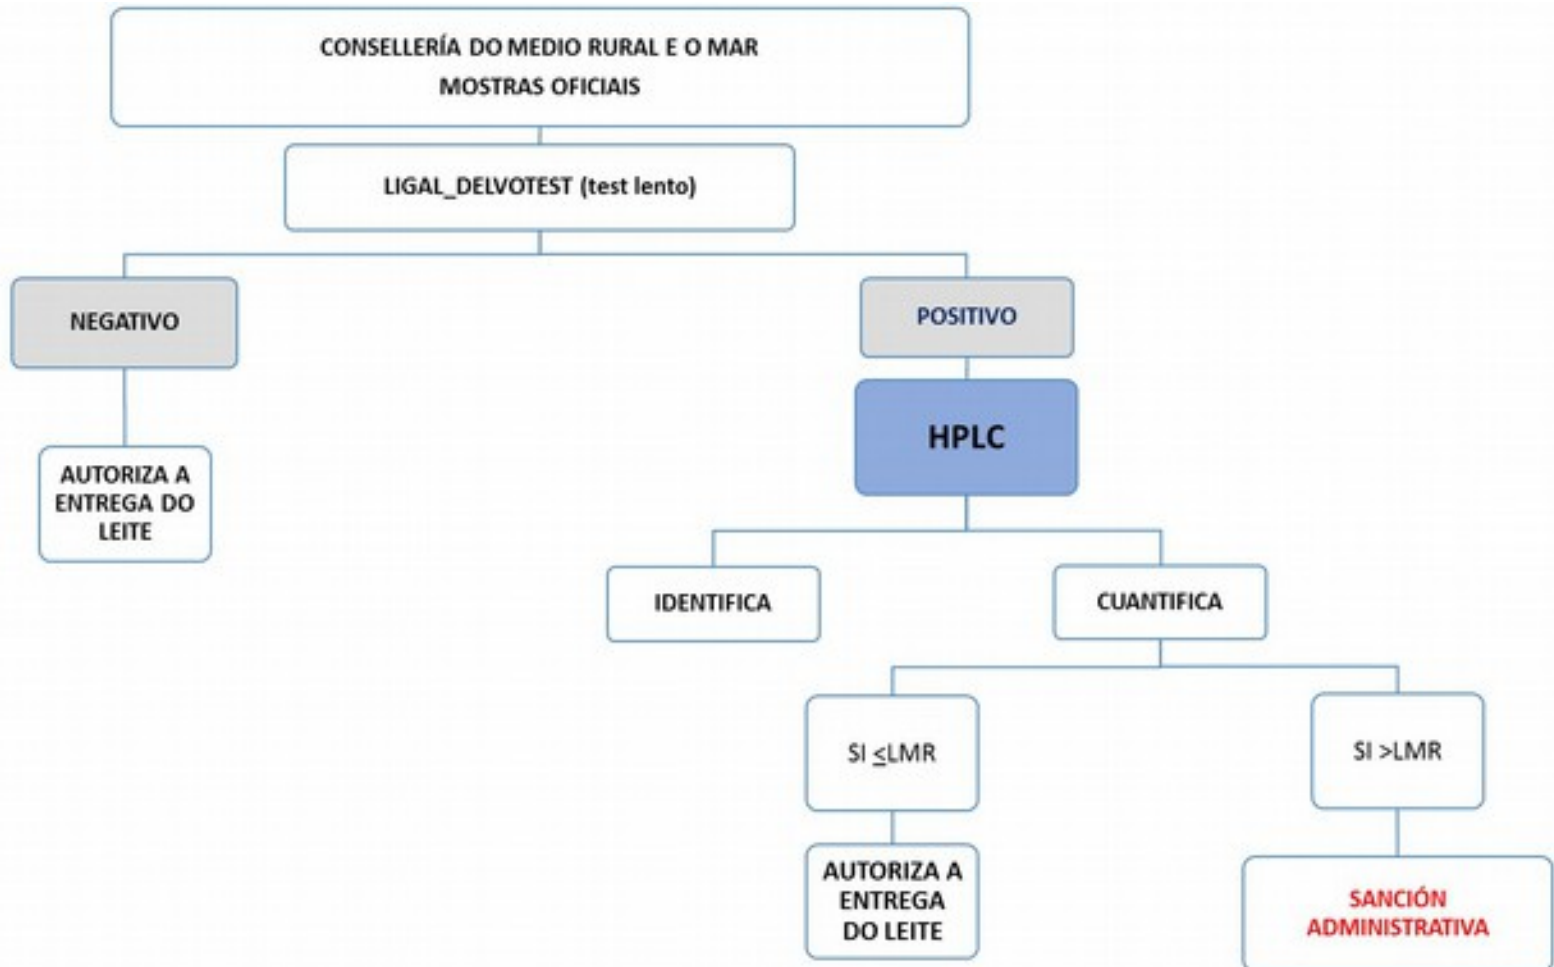 CONSELLERÍA DO MEDIO RURAL E O MAR
MOSTRAS OFICIAIS
LIGAL_DELVOTEST (test lento)
NEGATIVO
POSITIVO
AUTORIZA A
ENTREGA DO
LEITE
HPLC
IDENTIFICA
CUANTIFICA
SI ≤LMR
SI >LMR
AUTORIZA A
ENTREGA
DO LEITE
SANCIÓN
ADMINISTRATIVA